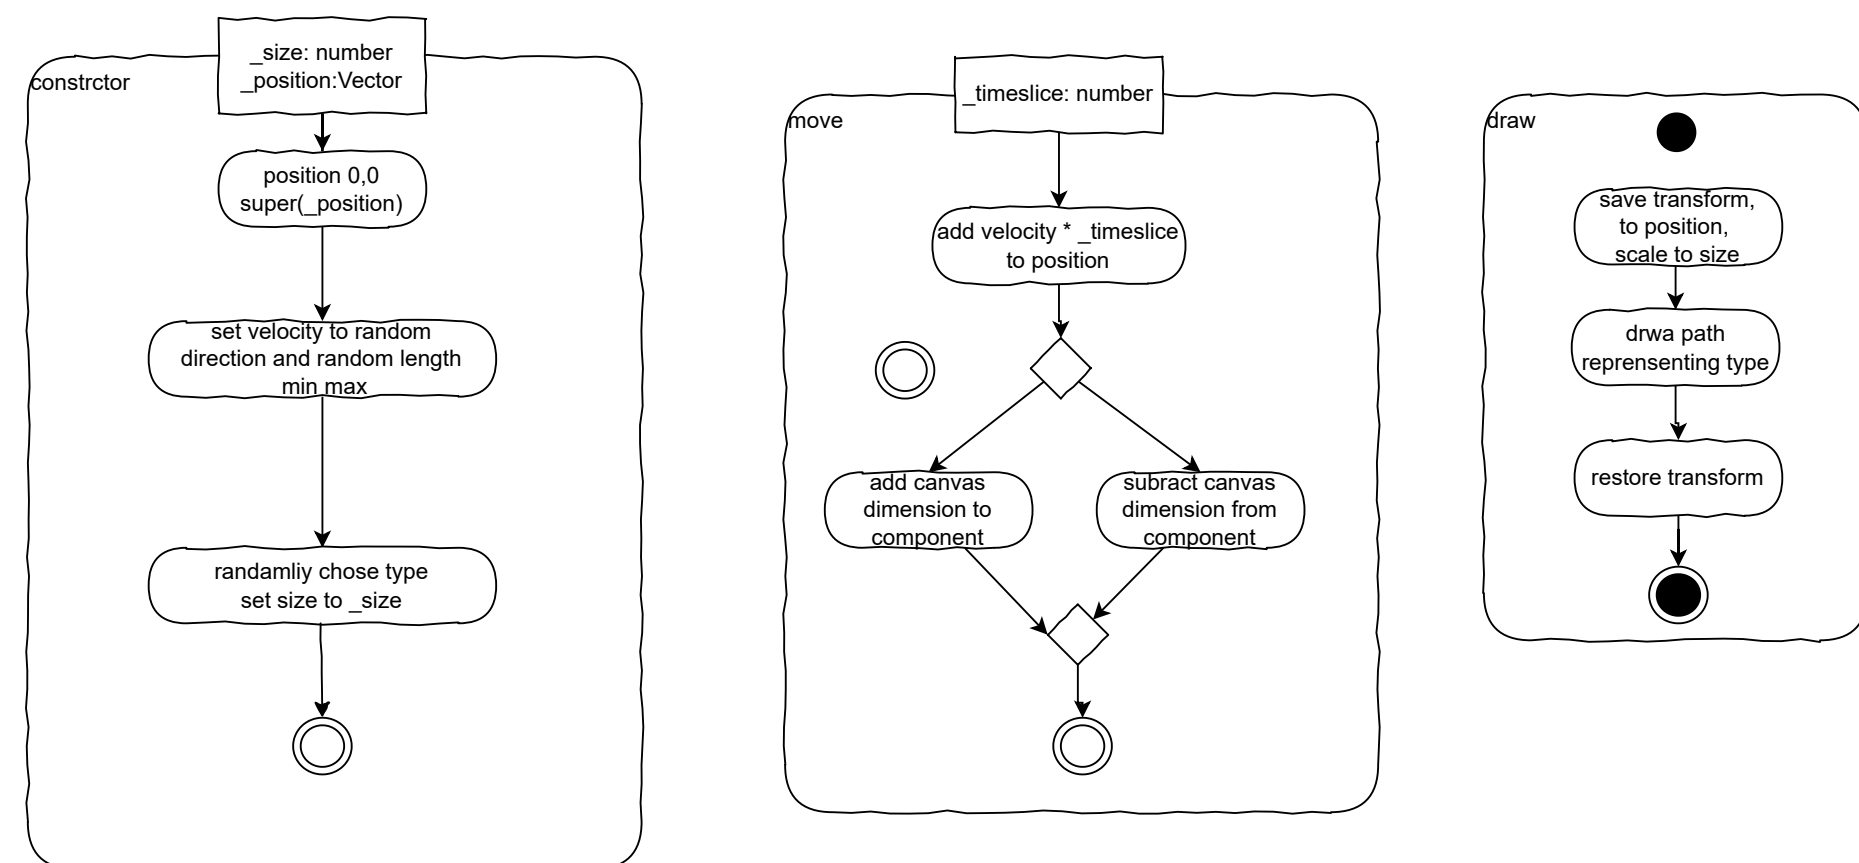 constrctor
_size: number
_position:Vector
position 0,0
super(_position)
set velocity to random
direction and random length
min max
randamliy chose type
set size to _size
move
_timeslice: number
add velocity * _timeslice
to position
add canvas
dimension to
component
subract canvas
dimension from
component
draw
save transform,
to position,
scale to size
drwa path
reprensenting type
restore transform